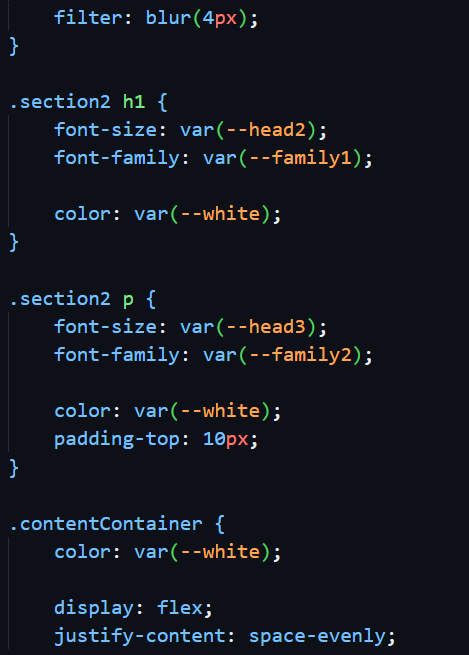 filter: blur(4px);
}
.section2 h1 {
font-size: var(--head2);
font-family: var(--family1);
color: var(--white);
}
.section2 p {
font-size: var(--head3);
font-family: var(--family2);
color: var(--white);
padding-top: 10px;
}
.contentContainer {
color: var(--white);
display: flex;
justify-content: space-evenly;